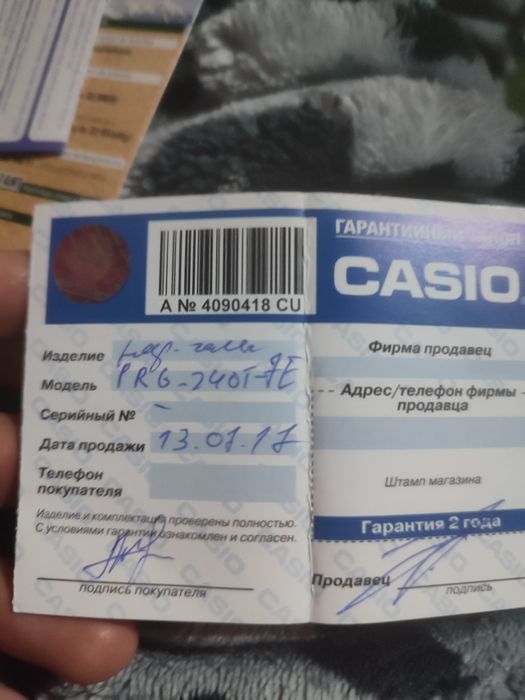 ГАРАНТИЙНЫЙ ТАЛОН
CASIO
A № 4090418 CU
Изделие нар. часы
Модель PRG-240T-7E
Серийный № –
Дата продажи 13.01.17
Телефон
покупателя
Изделие и комплектация проверены полностью.
С условиями гарантии ознакомлен и согласен.
подпись покупателя
Фирма продавец
Адрес/телефон фирмы
продавца
Штамп магазина
Гарантия 2 года
Продавец
подпись